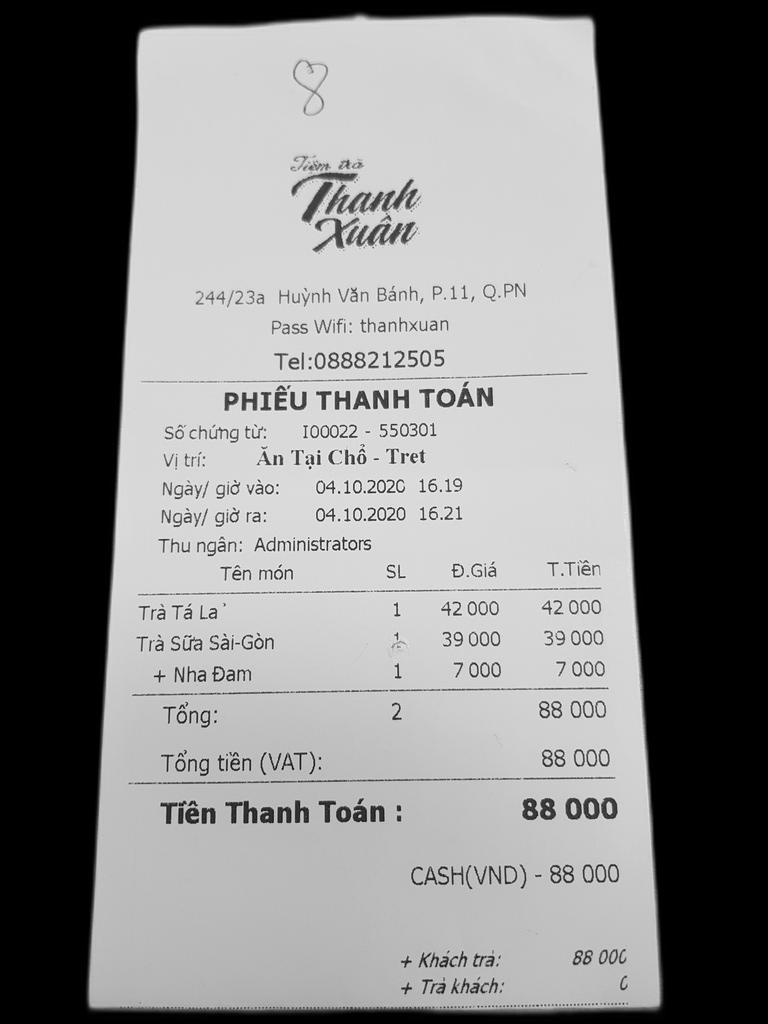 8
Tiệm trà
Thanh
Xuân
244/23a Huỳnh Văn Bánh, P.11, Q.PN
Pass Wifi: thanhxuan
Tel:0888212505
PHIẾU THANH TOÁN
Số chứng từ: I00022 - 550301
Vị trí: Ăn Tại Chổ - Tret
Ngày/ giờ vào: 04.10.2020 16.19
Ngày/ giờ ra: 04.10.2020 16.21
Thu ngân: Administrators
Tên món SL Đ.Giá T.Tiền
Trà Tá Lả 1 42 000 42 000
Trà Sữa Sài-Gòn 1 39 000 39 000
+ Nha Đam 1 7 000 7 000
Tổng: 2 88 000
Tổng tiền (VAT): 88 000
Tiền Thanh Toán : 88 000
CASH(VND) - 88 000
+ Khách trả: 88 000
+ Trả khách: 0